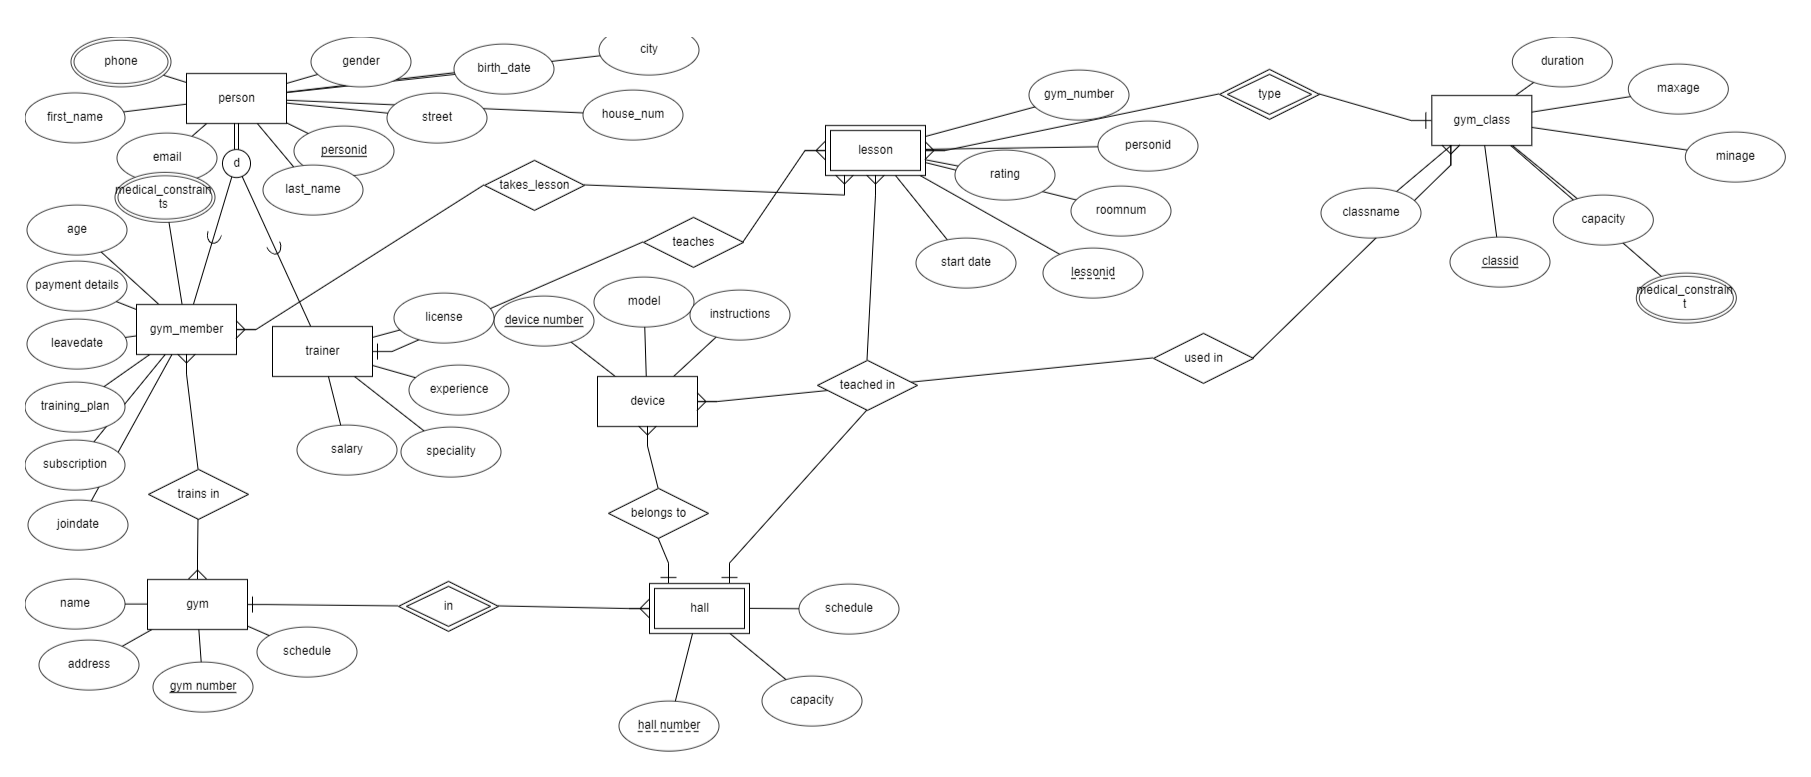 phone
gender
birth_date
city
person
first_name
street
house_num
email
d
personid
last_name
medical_constrain
ts
age
payment details
gym_member
leavedate
training_plan
subscription
joindate
takes_lesson
teaches
license
trainer
experience
salary
speciality
device number
model
instructions
device
lesson
gym_number
personid
rating
roomnum
start date
lessonid
type
duration
maxage
gym_class
minage
classname
capacity
classid
medical_constrain
t
used in
teached in
trains in
belongs to
name
gym
in
hall
schedule
address
schedule
gym number
capacity
hall number